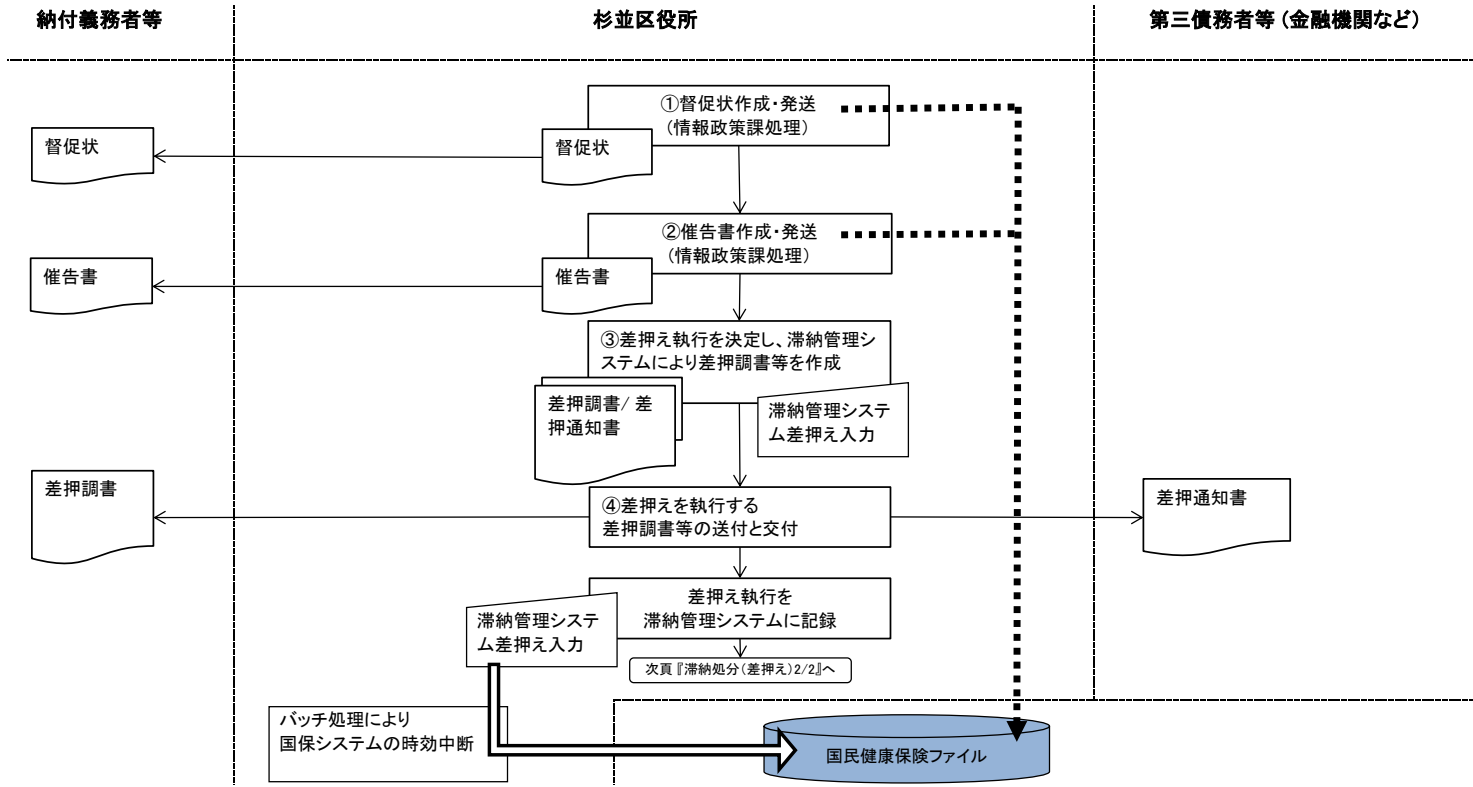 納付義務者等
杉並区役所
第三債務者等（金融機関など）
①督促状作成・発送
（情報政策課処理）
督促状
督促状
②催告書作成・発送
（情報政策課処理）
催告書
催告書
③差押え執行を決定し、滞納管理シ
ステムにより差押調書等を作成
差押調書/ 差
押通知書
滞納管理システ
ム差押え入力
差押調書
④差押えを執行する
差押調書等の送付と交付
差押通知書
差押え執行を
滞納管理システムに記録
滞納管理システ
ム差押え入力
次頁『滞納処分（差押え）2/2』へ
バッチ処理により
国保システムの時効中断
国民健康保険ファイル